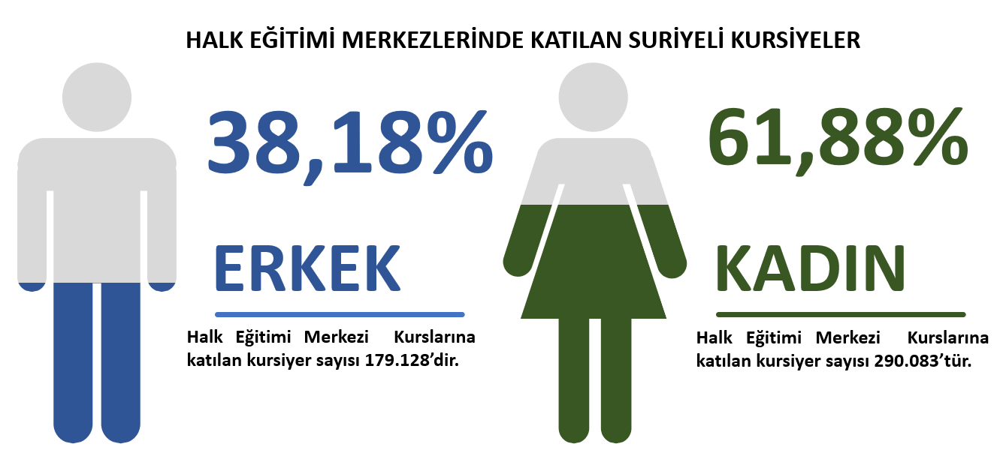 HALK EĞİTİMİ MERKEZLERİNDE KATILAN SURİYELİ KURSİYELER
38,18%
ERKEK
Halk Eğitimi Merkezi Kurslarına
katılan kursiyer sayısı 179.128’dir.
61,88%
KADIN
Halk Eğitimi Merkezi Kurslarına
katılan kursiyer sayısı 290.083’tür.